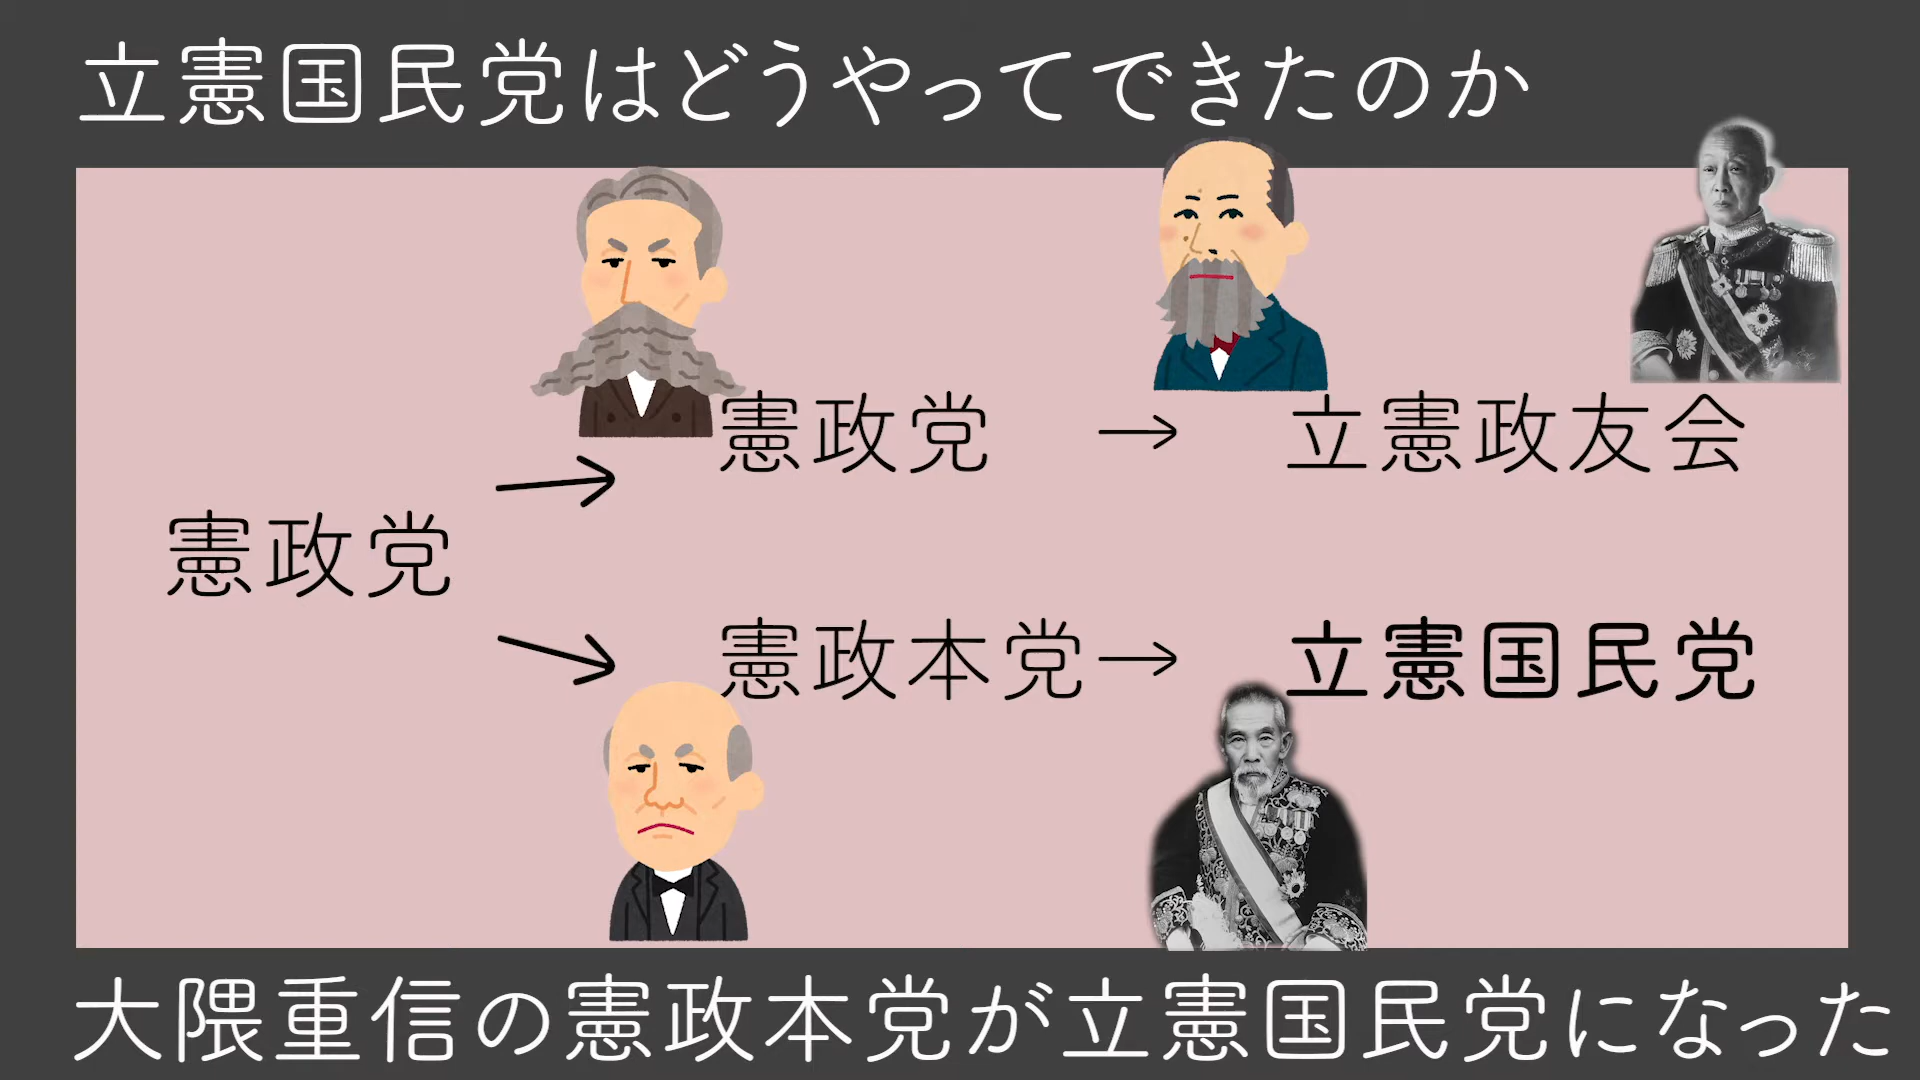 立憲国民党はどうやってできたのか
憲政党 → 立憲政友会
憲政党
憲政本党→ 立憲国民党
大隈重信の憲政本党が立憲国民党になった